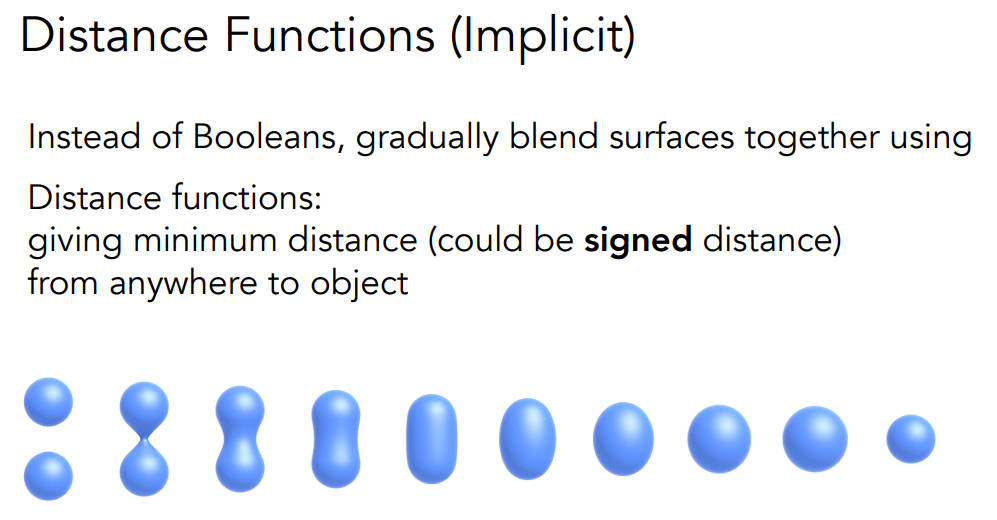 Distance Functions (Implicit)
Instead of Booleans, gradually blend surfaces together using
Distance functions:
giving minimum distance (could be signed distance)
from anywhere to object